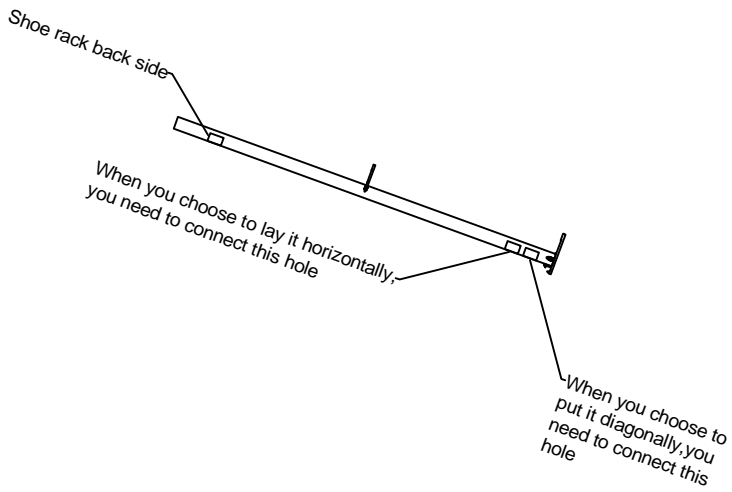 Shoe rack back side
When you choose to lay it horizontally,
you need to connect this hole
When you choose to
put it diagonally,you
need to connect this
hole